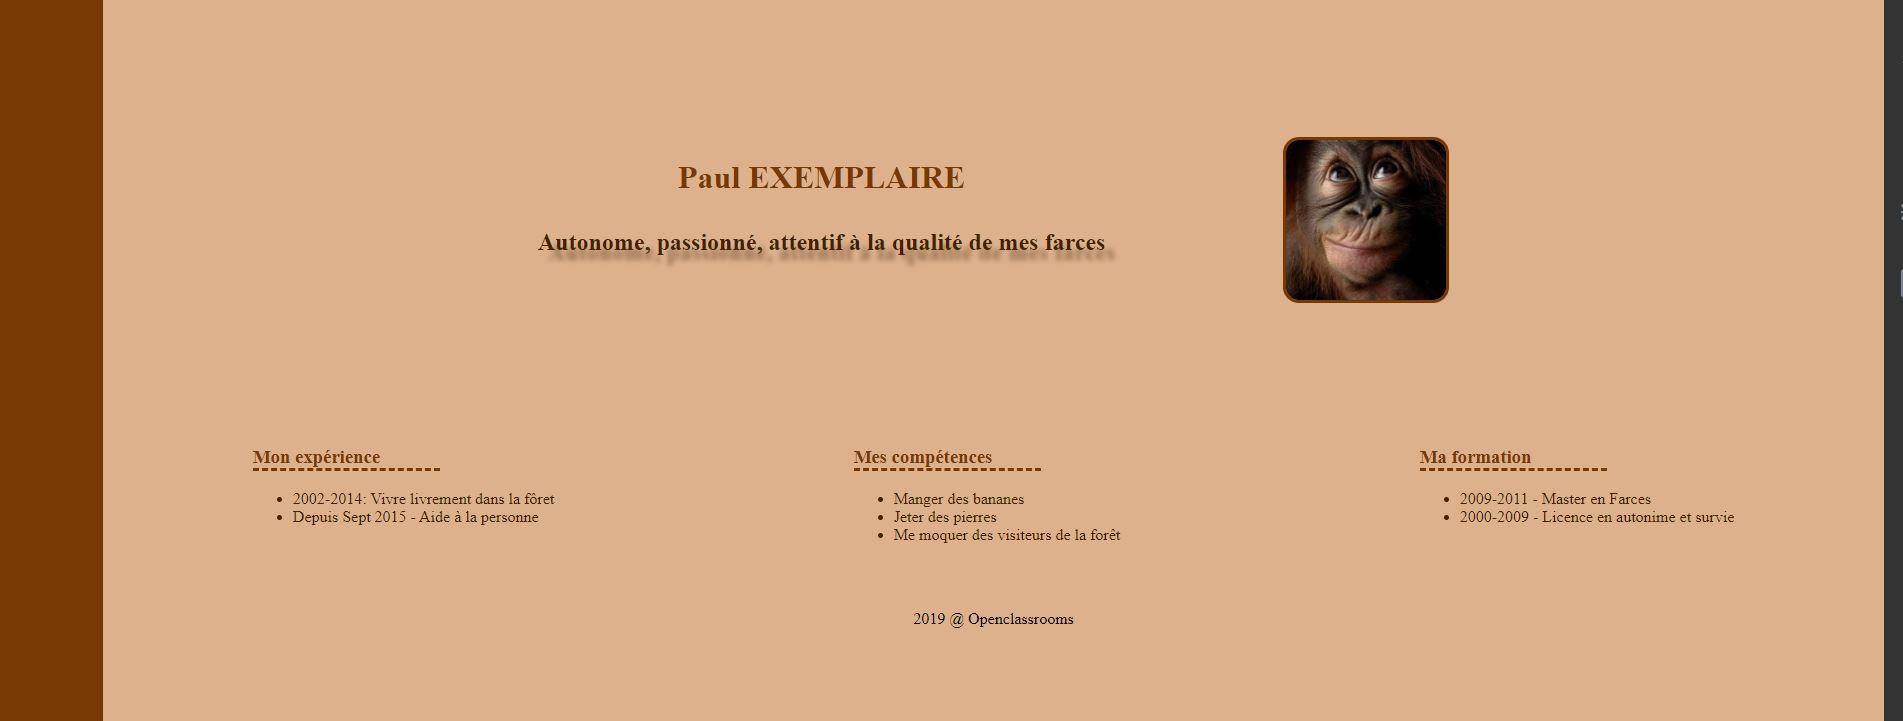 Paul EXEMPLAIRE
Autonome, passionné, attentif à la qualité de mes farces
Mon expérience
2002-2014: Vivre livrement dans la fôret
Depuis Sept 2015 - Aide à la personne
Mes compétences
Manger des bananes
Jeter des pierres
Me moquer des visiteurs de la forêt
Ma formation
2009-2011 - Master en Farces
2000-2009 - Licence en autonime et survie
2019 @ Openclassrooms